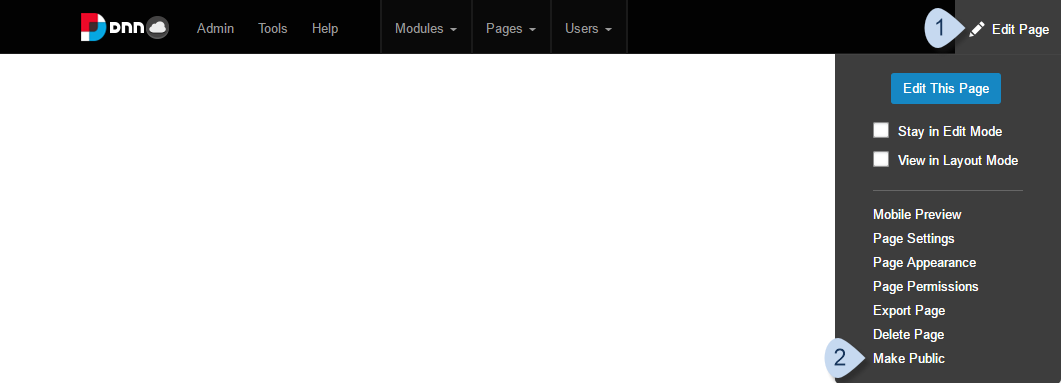 DNN Admin Tools Help Modules Pages Users 1 Edit Page
Edit This Page
Stay in Edit Mode
View in Layout Mode
Mobile Preview
Page Settings
Page Appearance
Page Permissions
Export Page
Delete Page
2 Make Public